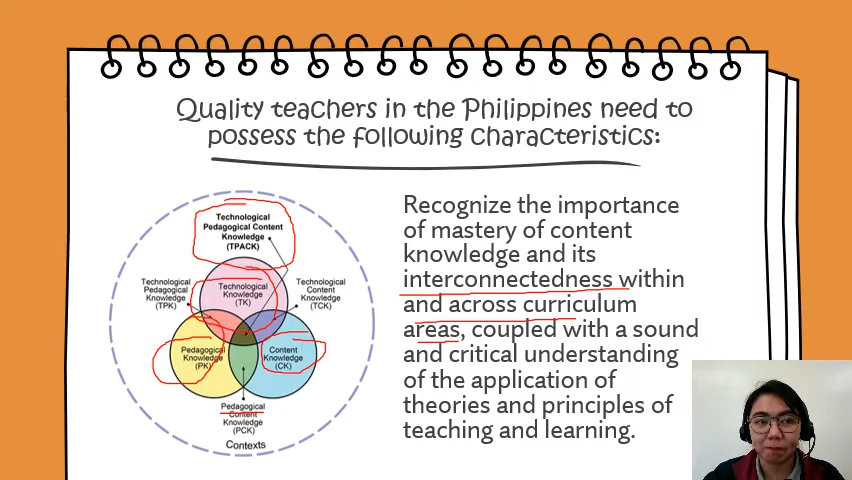 Quality teachers in the Philippines need to
possess the following characteristics:
Technological
Pedagogical Content
Knowledge
(TPACK)
Technological
Pedagogical
Knowledge
(TPK)
Technological
Knowledge
(TK)
Technological
Content
Knowledge
(TCK)
Pedagogical
Knowledge
(PK)
Content
Knowledge
(CK)
Pedagogical
Content
Knowledge
(PCK)
Contexts
Recognize the importance
of mastery of content
knowledge and its
interconnectedness within
and across curriculum
areas, coupled with a sound
and critical understanding
of the application of
theories and principles of
teaching and learning.